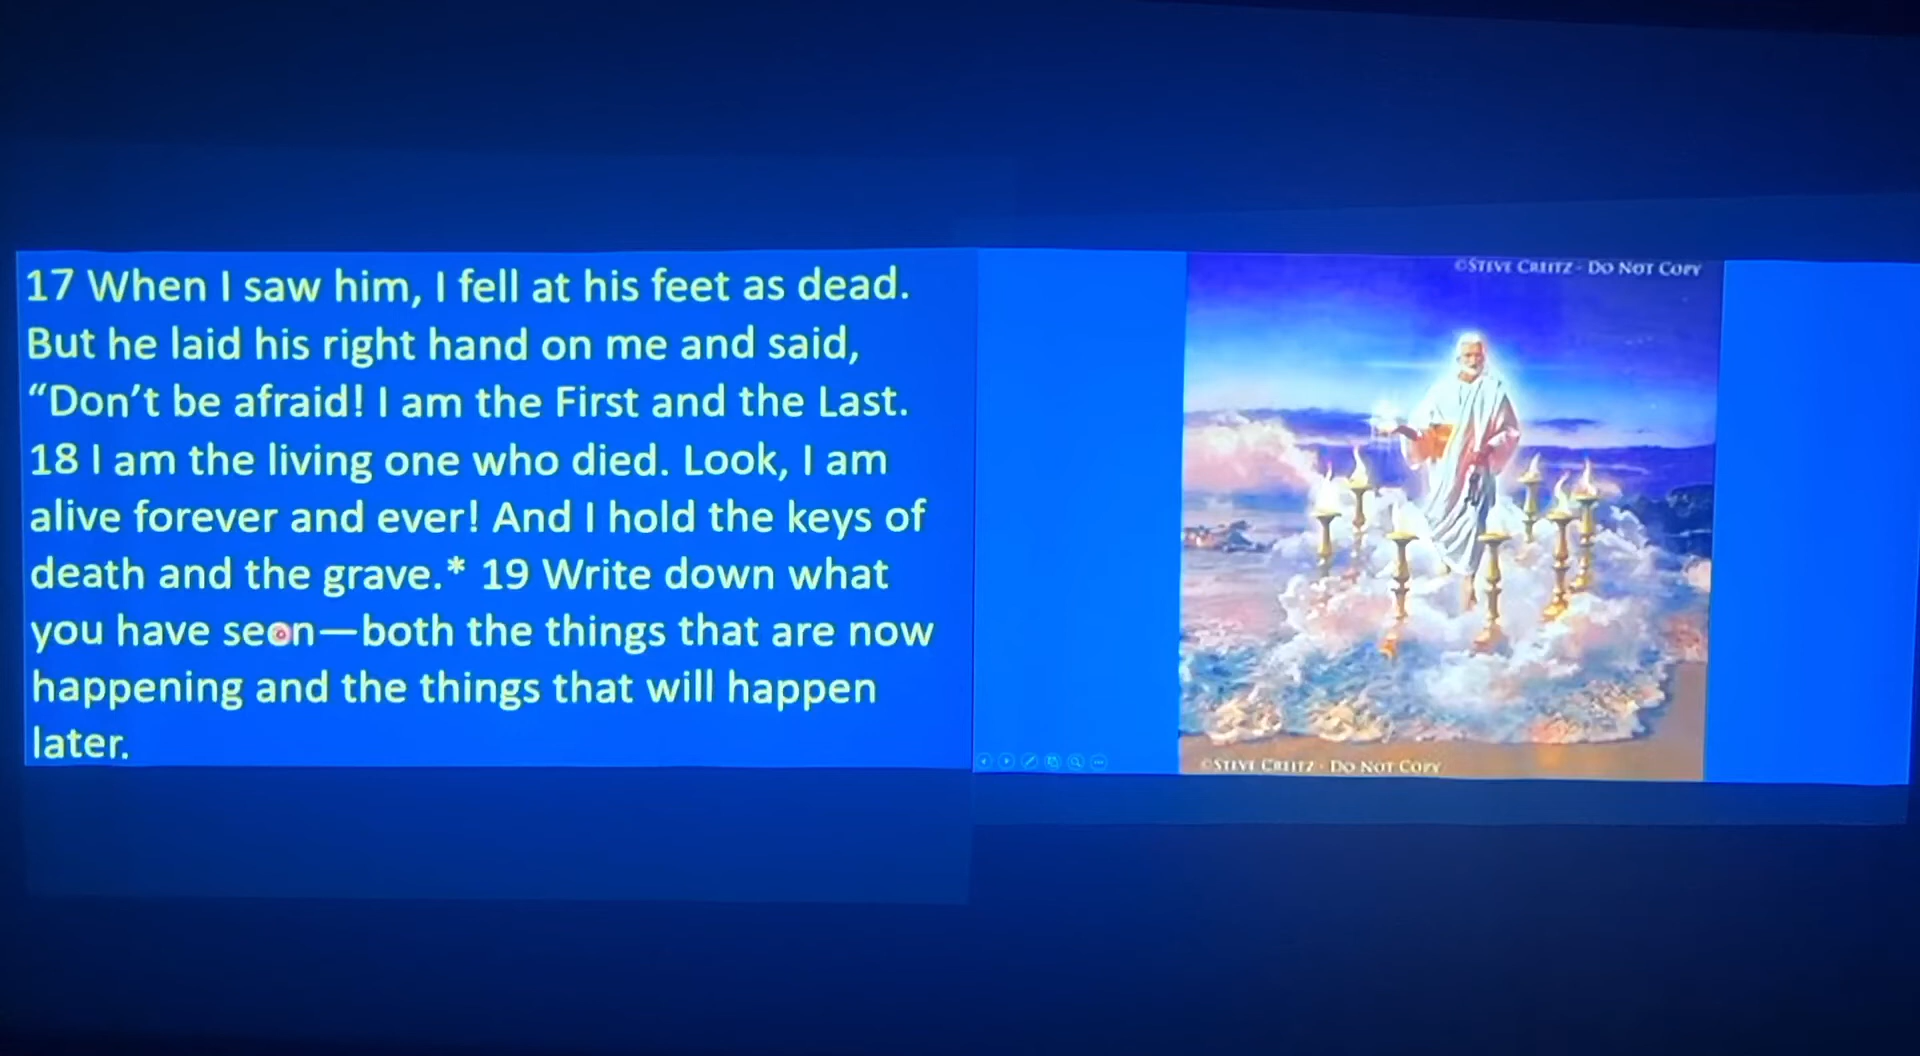 17 When I saw him, I fell at his feet as dead.
But he laid his right hand on me and said,
“Don’t be afraid! I am the First and the Last.
18 I am the living one who died. Look, I am
alive forever and ever! And I hold the keys of
death and the grave.* 19 Write down what
you have seen—both the things that are now
happening and the things that will happen
later.
©STEVE CREITZ - DO NOT COPY
©STEVE CREITZ - DO NOT COPY